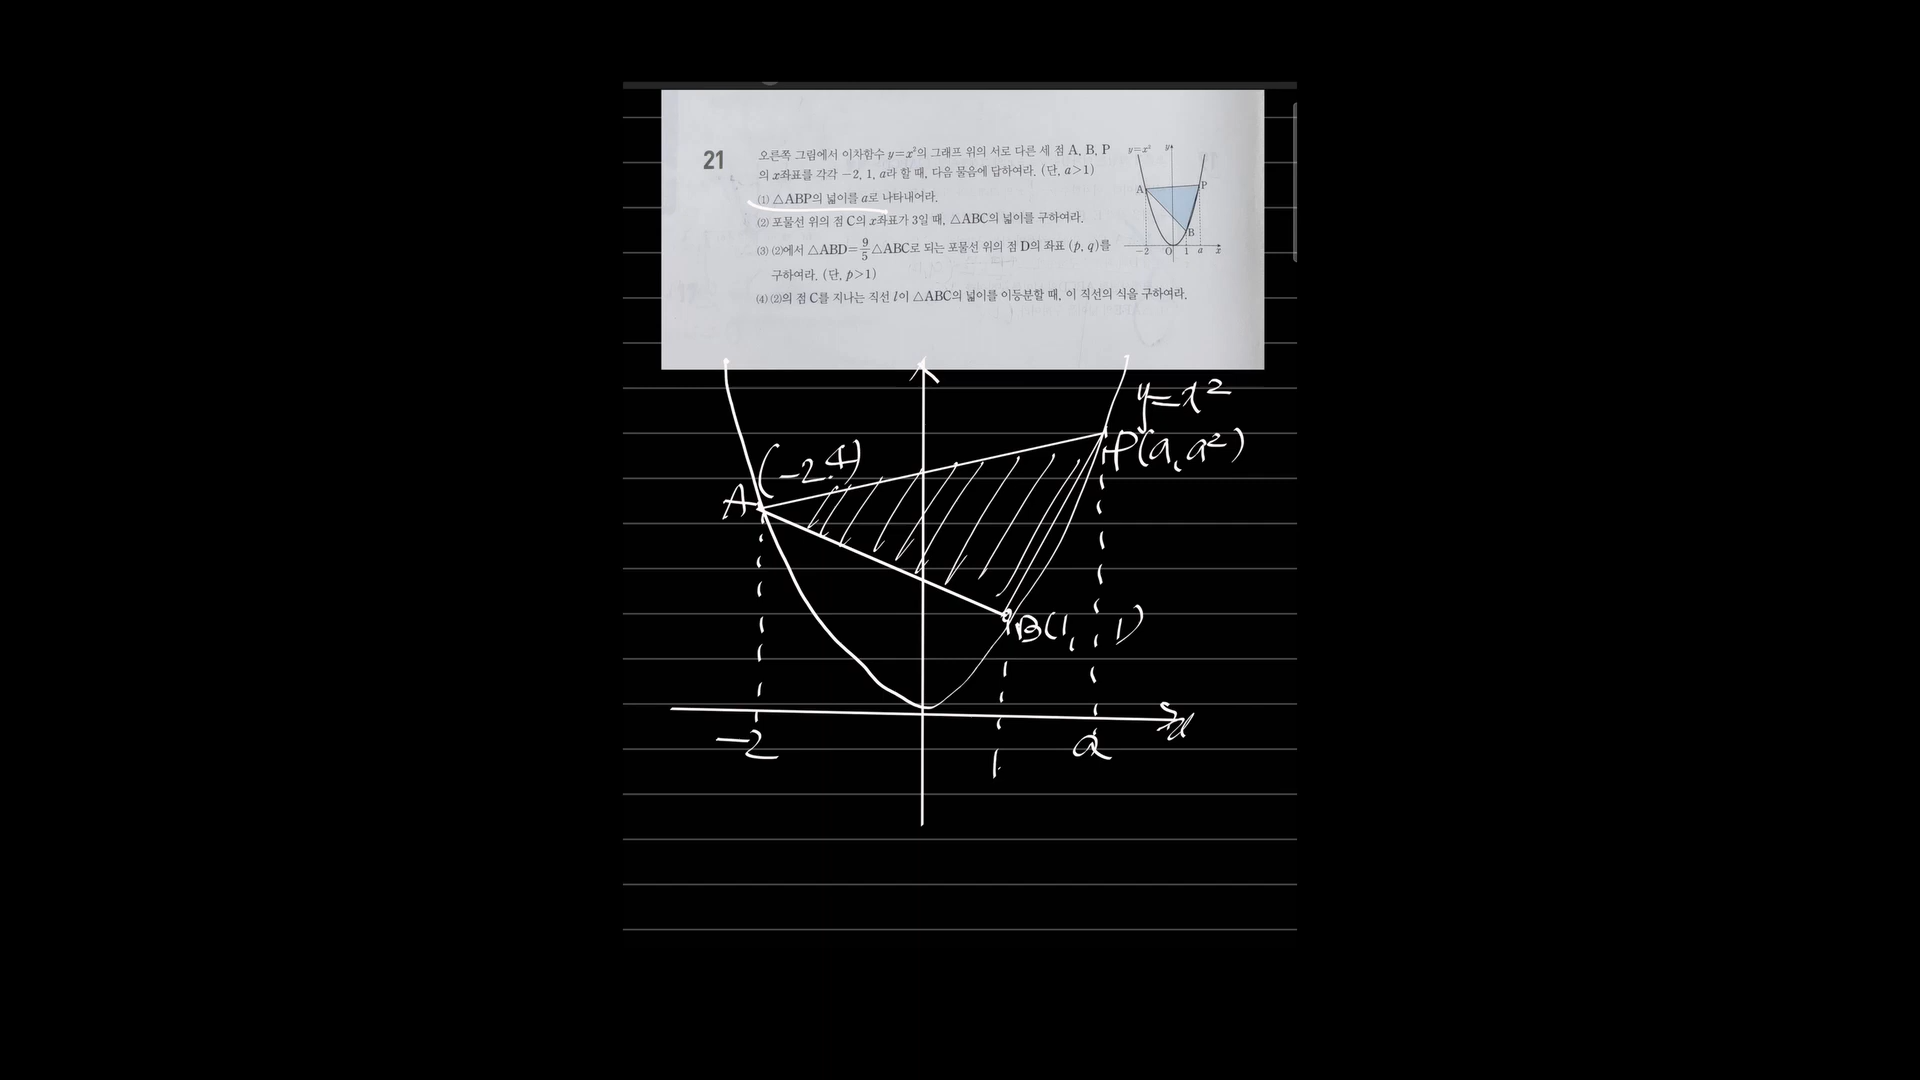 21
오른쪽 그림에서 이차함수 y=x²의 그래프 위의 서로 다른 세 점 A, B, P
의 x좌표를 각각 -2, 1, a라 할 때, 다음 물음에 답하여라. (단, a>1)
(1) △ABP의 넓이를 a로 나타내어라.
(2) 포물선 위의 점 C의 x좌표가 3일 때, △ABC의 넓이를 구하여라.
(3) (2)에서 △ABD=9/5△ABC로 되는 포물선 위의 점 D의 좌표 (p, q)를
구하여라. (단, p>1)
(4) (2)의 점 C를 지나는 직선 l이 △ABC의 넓이를 이등분할 때, 이 직선의 식을 구하여라.
y=x² y
A P
B
-2 O 1 a x
y=x²
P(a, a²)
(-2, 4)
A
B(1, 1)
x
-2 1 a